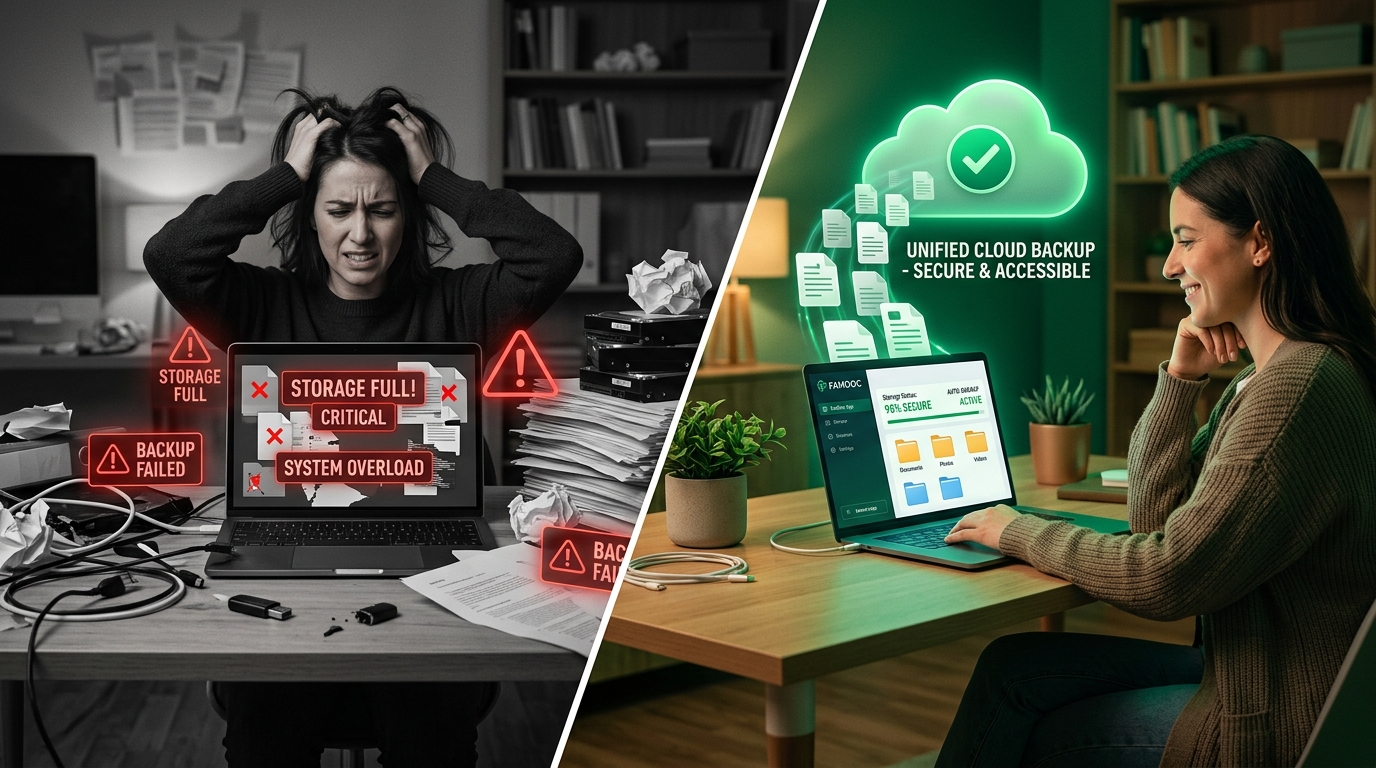 STORAGE
FULL
BACKUP
FAILED
STORAGE FULL!
CRITICAL
SYSTEM OVERLOAD
BAC
FAI
UNIFIED CLOUD BACKUP
- SECURE & ACCESSIBLE
FAMOOC
98% SECURE
ACTIVE
Documents
Photos
Videos